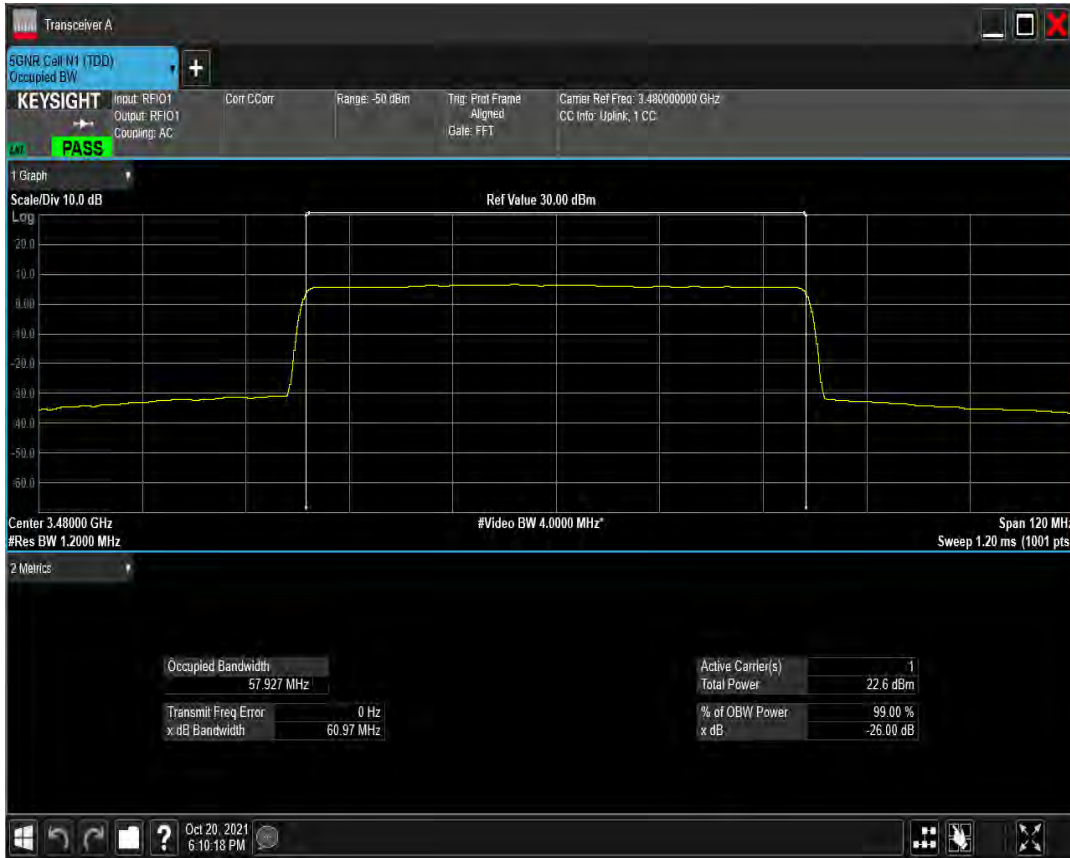 Transceiver A
5GNR Cell N1 (TDD)
Occupied BW
+
KEYSIGHT
Input: RFIO1
Output: RFIO1
Coupling: AC
Corr CCorr
Range: -50 dBm
Trig: Prot Frame
Aligned
Gate: FFT
Carrier Ref Freq: 3.480000000 GHz
CC Info: Uplink, 1 CC
PASS
1 Graph
Scale/Div 10.0 dB
Ref Value 30.00 dBm
Log
20.0
10.0
0.00
-10.0
-20.0
-30.0
-40.0
-50.0
-60.0
Center 3.48000 GHz
#Video BW 4.0000 MHz*
Span 120 MHz
#Res BW 1.2000 MHz
Sweep 1.20 ms (1001 pts
2 Metrics
Occupied Bandwidth
57.927 MHz
Transmit Freq Error 0 Hz
x dB Bandwidth 60.97 MHz
Active Carrier(s) 1
Total Power 22.6 dBm
% of OBW Power 99.00 %
x dB -26.00 dB
?
Oct 20, 2021
6:10:18 PM